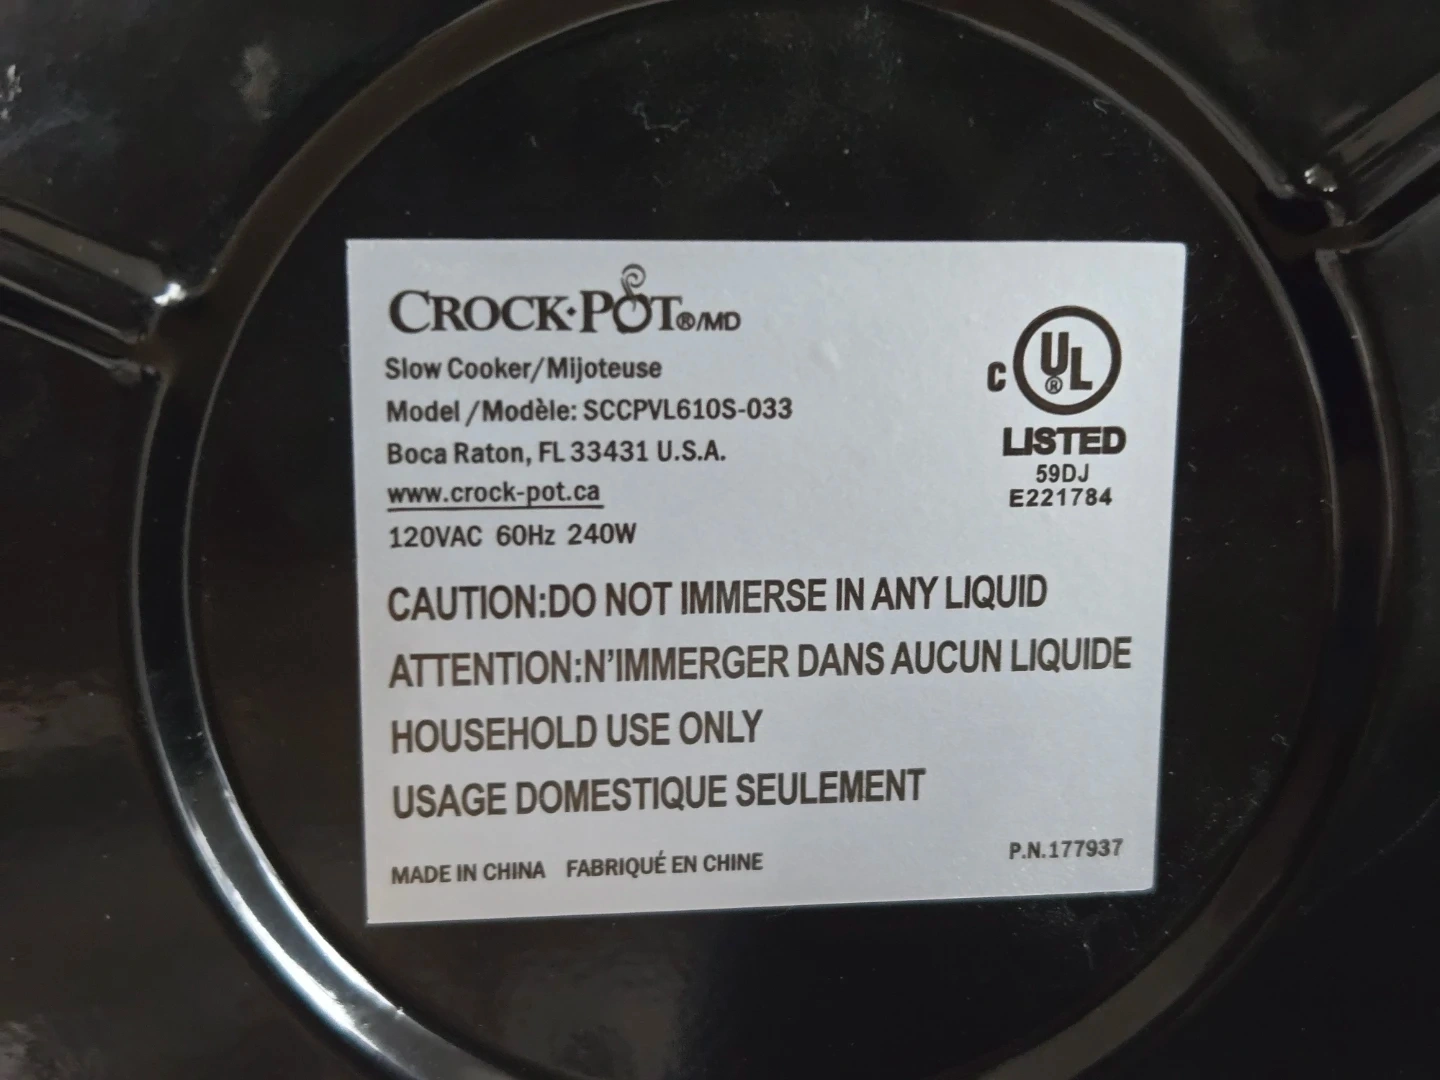 CROCK·POT®/MD
Slow Cooker/Mijoteuse
Model /Modèle: SCCPVL610S-033
Boca Raton, FL 33431 U.S.A.
www.crock-pot.ca
120VAC 60Hz 240W
C UL®
LISTED
59DJ
E221784
CAUTION:DO NOT IMMERSE IN ANY LIQUID
ATTENTION:N'IMMERGER DANS AUCUN LIQUIDE
HOUSEHOLD USE ONLY
USAGE DOMESTIQUE SEULEMENT
MADE IN CHINA FABRIQUÉ EN CHINE
P.N.177937